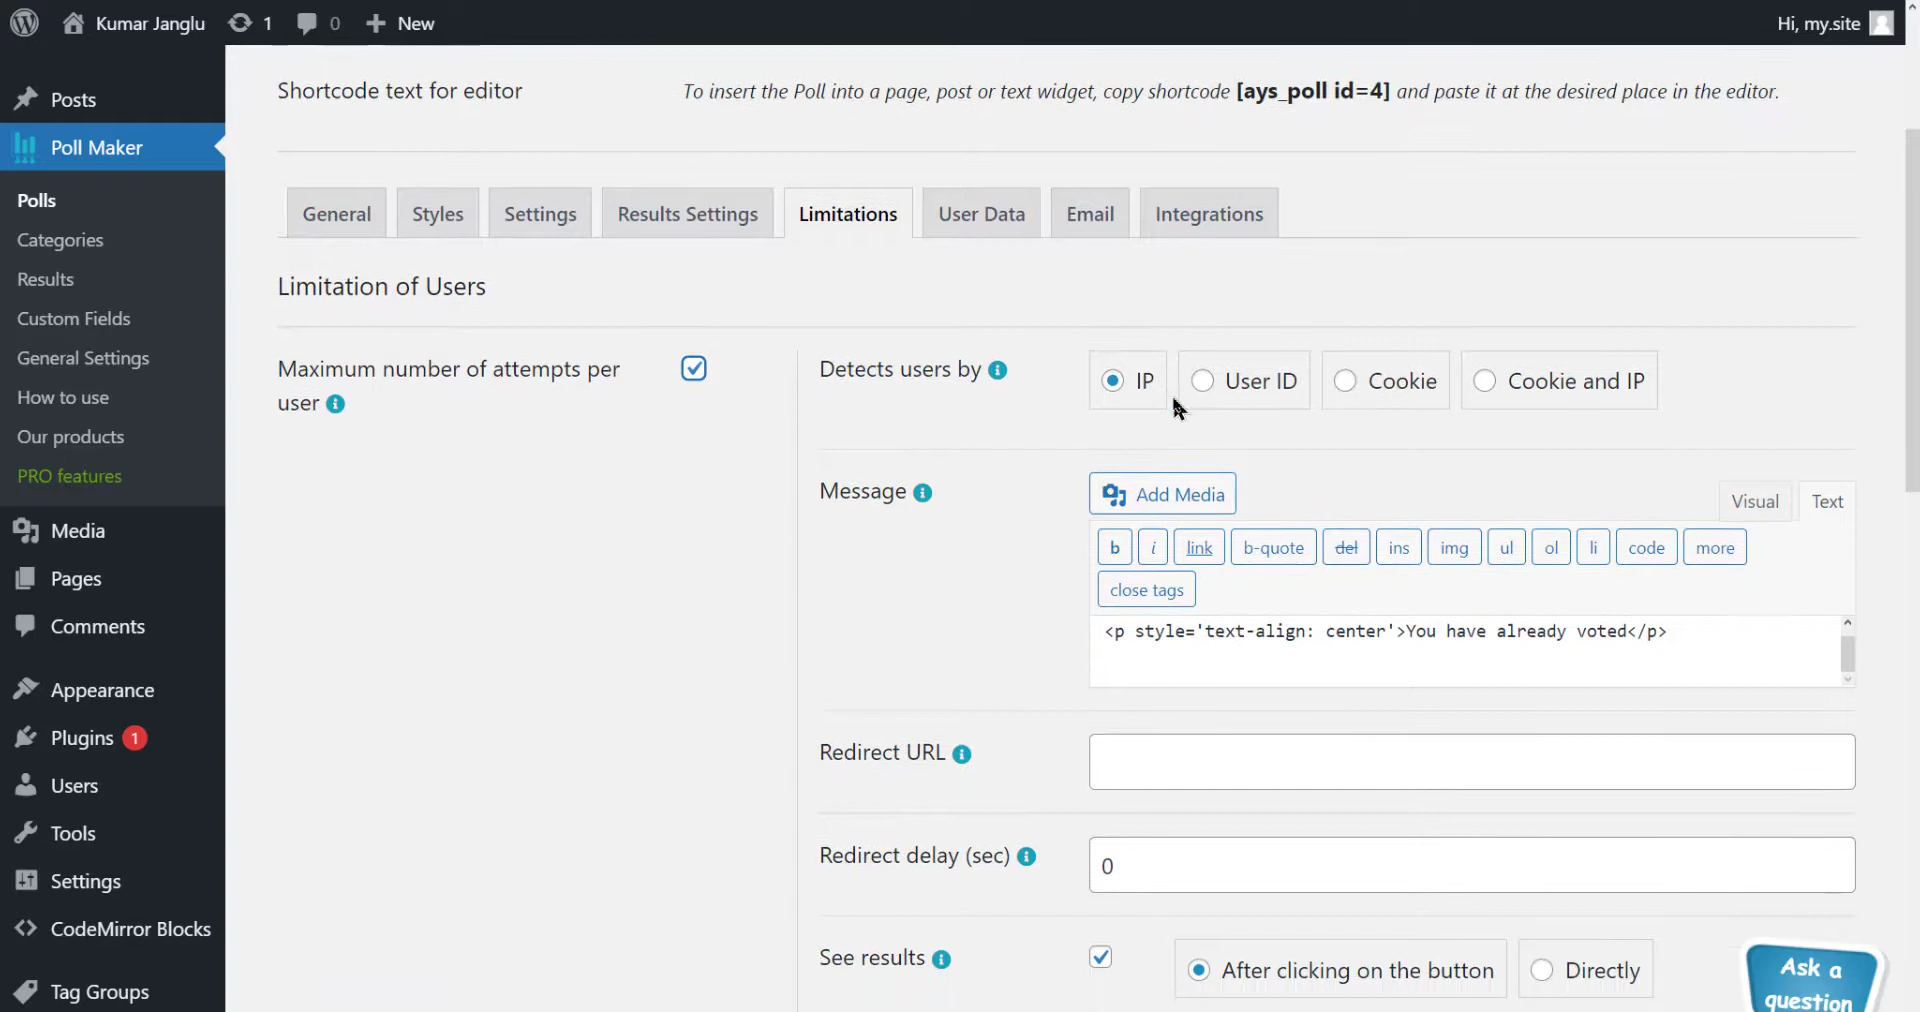 Kumar Janglu 1 0 New Hi, my.site
Posts
Poll Maker
Polls
Categories
Results
Custom Fields
General Settings
How to use
Our products
PRO features
Media
Pages
Comments
Appearance
Plugins 1
Users
Tools
Settings
CodeMirror Blocks
Tag Groups
Shortcode text for editor
To insert the Poll into a page, post or text widget, copy shortcode [ays_poll id=4] and paste it at the desired place in the editor.
General Styles Settings Results Settings Limitations User Data Email Integrations
Limitation of Users
Maximum number of attempts per
user
Detects users by IP User ID Cookie Cookie and IP
Message Add Media Visual Text
b i link b-quote del ins img ul ol li code more
close tags
<p style='text-align: center'>You have already voted</p>
Redirect URL
Redirect delay (sec) 0
See results After clicking on the button Directly
Ask a
question